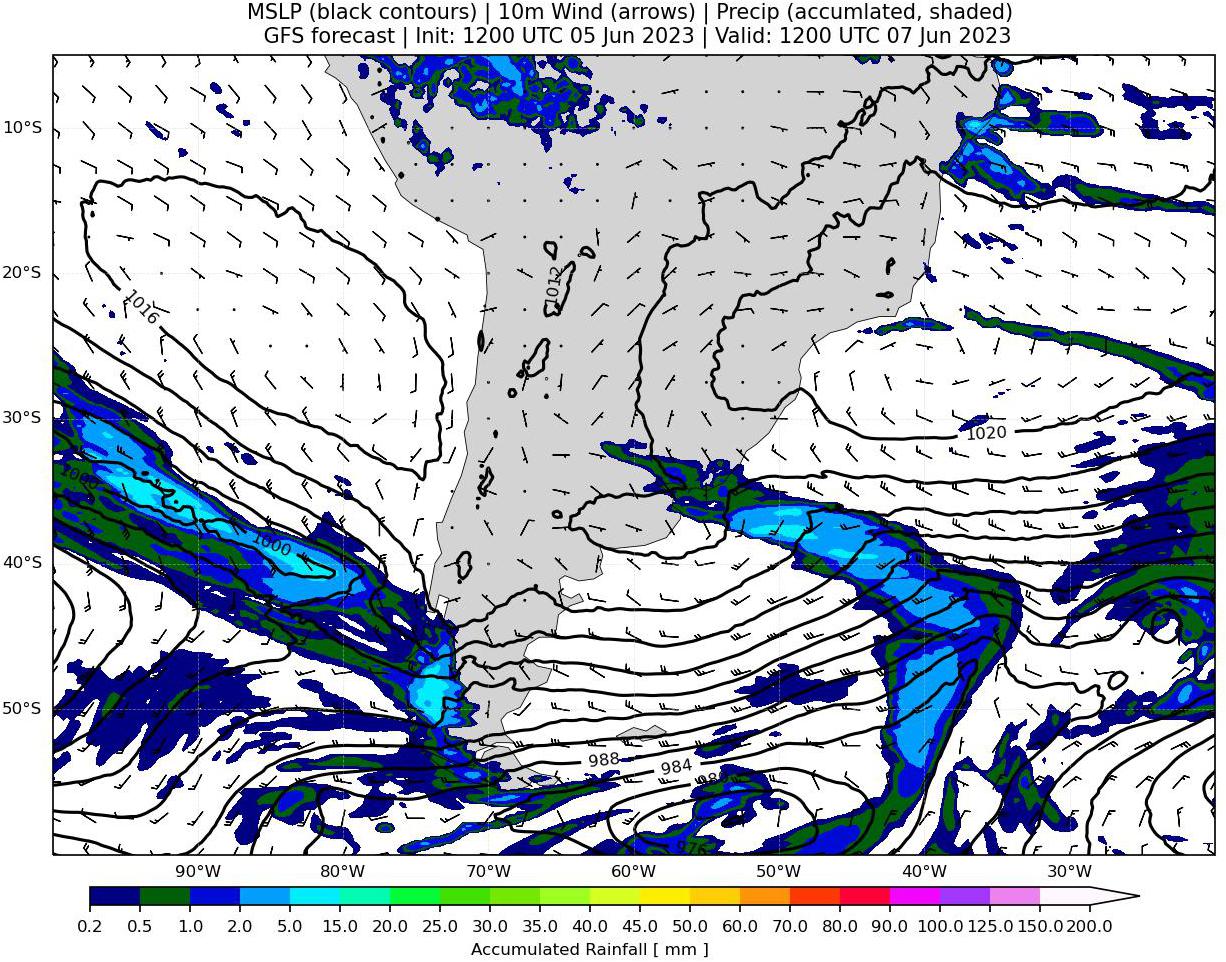 MSLP (black contours) | 10m Wind (arrows) | Precip (accumlated, shaded)
GFS forecast | Init: 1200 UTC 05 Jun 2023 | Valid: 1200 UTC 07 Jun 2023
10°S
20°S
30°S
40°S
50°S
1016
1012
1020
1000
1000
988
984
980
976
90°W
80°W
70°W
60°W
50°W
40°W
30°W
0.2 0.5 1.0 2.0 5.0 10.0 15.0 20.0 25.0 30.0 35.0 40.0 45.0 50.0 60.0 70.0 80.0 90.0 100.0 125.0 150.0 200.0
Accumulated Rainfall [ mm ]